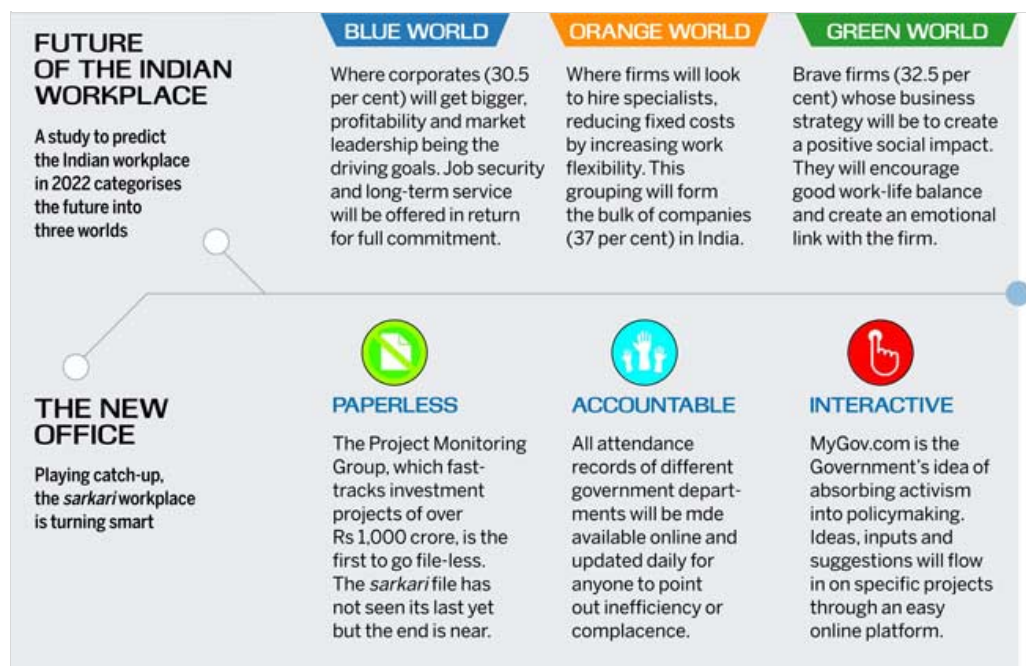 FUTURE
OF THE INDIAN
WORKPLACE
A study to predict
the Indian workplace
in 2022 categorises
the future into
three worlds
BLUE WORLD
Where corporates (30.5
per cent) will get bigger,
profitability and market
leadership being the
driving goals. Job security
and long-term service
will be offered in return
for full commitment.
ORANGE WORLD
Where firms will look
to hire specialists,
reducing fixed costs
by increasing work
flexibility. This
grouping will form
the bulk of companies
(37 per cent) in India.
GREEN WORLD
Brave firms (32.5 per
cent) whose business
strategy will be to create
a positive social impact.
They will encourage
good work-life balance
and create an emotional
link with the firm.
THE NEW
OFFICE
Playing catch-up,
the sarkari workplace
is turning smart
PAPERLESS
The Project Monitoring
Group, which fast-
tracks investment
projects of over
Rs 1,000 crore, is the
first to go file-less.
The sarkari file has
not seen its last yet
but the end is near.
ACCOUNTABLE
All attendance
records of different
government depart-
ments will be mde
available online and
updated daily for
anyone to point
out inefficiency or
complacence.
INTERACTIVE
MyGov.com is the
Government's idea of
absorbing activism
into policymaking.
Ideas, inputs and
suggestions will flow
in on specific projects
through an easy
online platform.